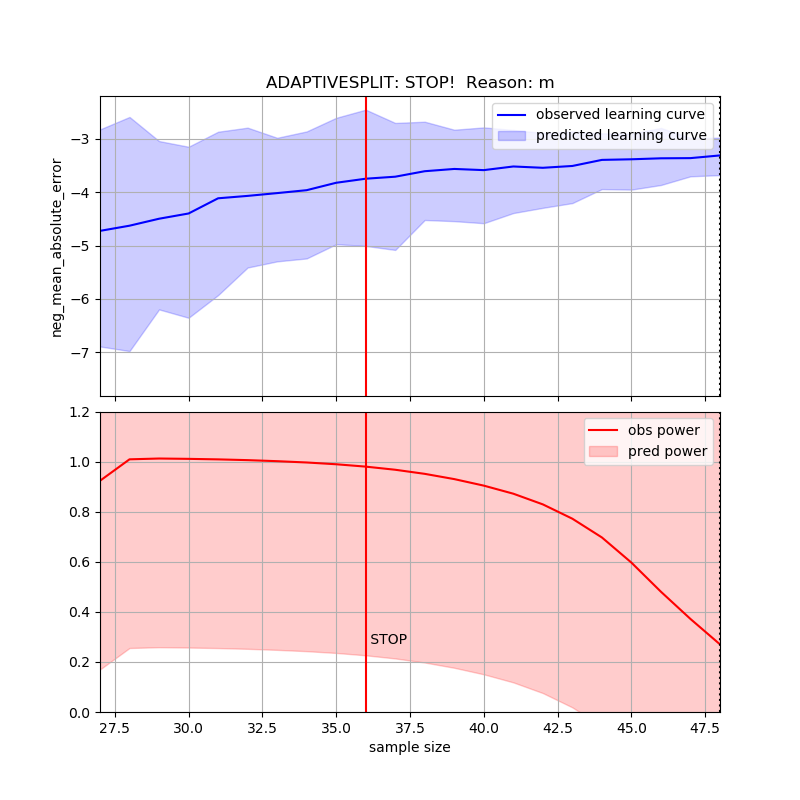 ADAPTIVESPLIT: STOP!  Reason: m
observed learning curve
predicted learning curve
neg_mean_absolute_error
−3
−4
−5
−6
−7
obs power
pred power
1.2
1.0
0.8
0.6
0.4
0.2
0.0
STOP
27.5 30.0 32.5 35.0 37.5 40.0 42.5 45.0 47.5
sample size